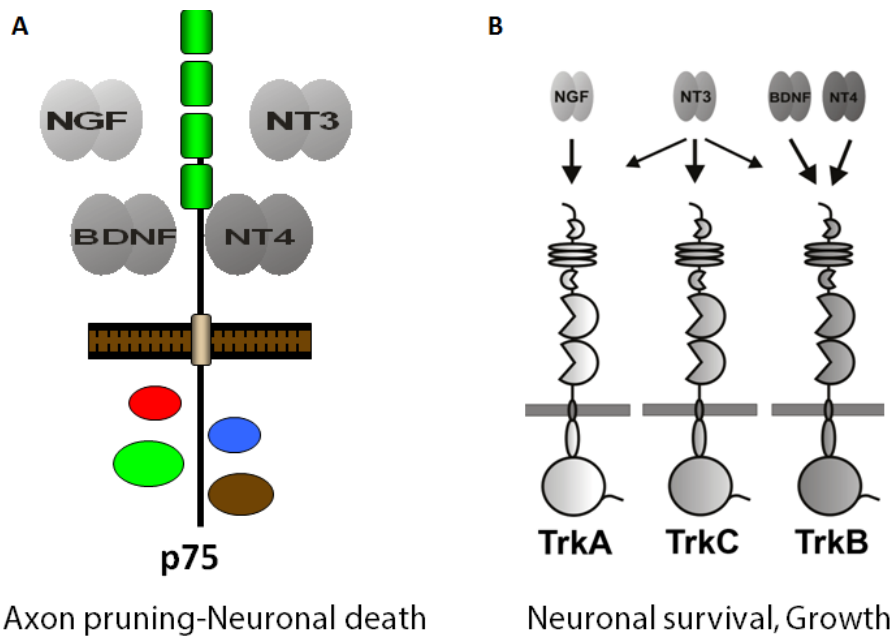 A
NGF
NT3
BDNF
NT4
p75
Axon pruning-Neuronal death
B
NGF
NT3
BDNF
NT4
TrkA
TrkC
TrkB
Neuronal survival, Growth